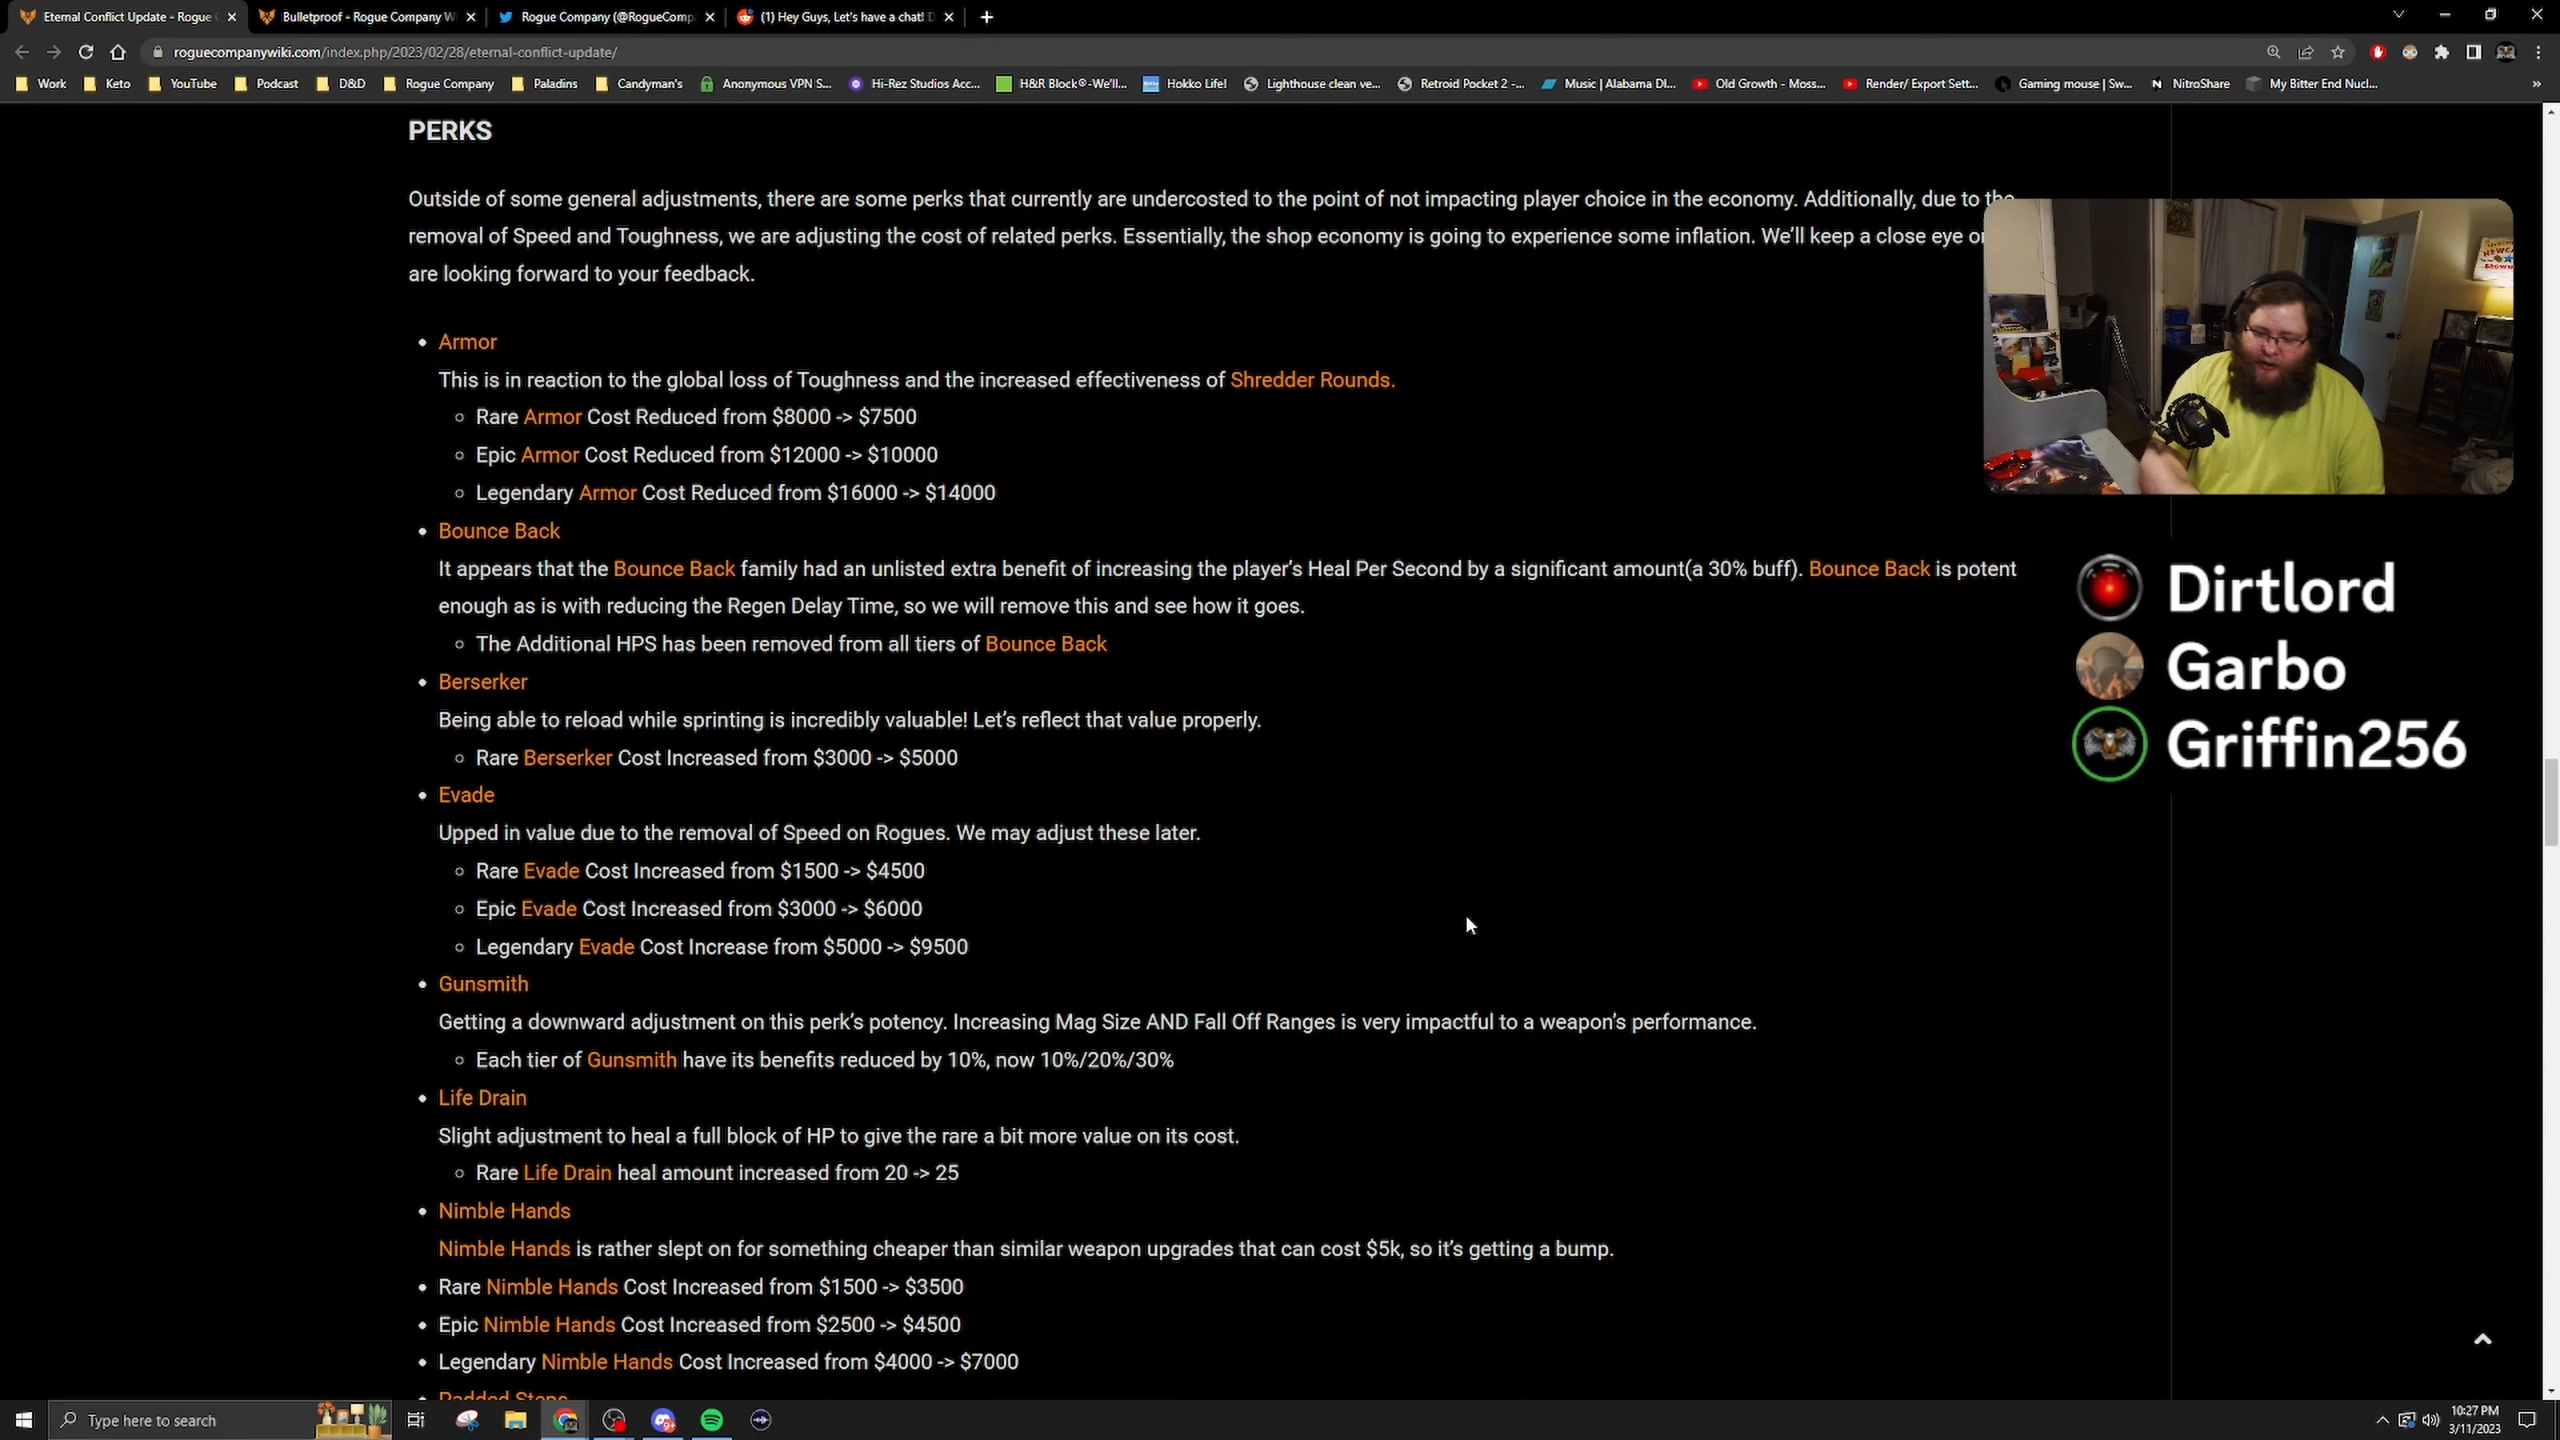 Eternal Conflict Update - Rogue
Bulletproof - Rogue Company W
Rogue Company (@RogueComp
(1) Hey Guys, Let's have a chat!
roguecompanywiki.com/index.php/2023/02/28/eternal-conflict-update/
Work
Keto
YouTube
Podcast
D&D
Rogue Company
Paladins
Candyman's
Anonymous VPN S...
Hi-Rez Studios Acc...
H&R Block®-We'll...
Hokko Life!
Lighthouse clean ve...
Retroid Pocket 2 -...
Music | Alabama DI...
Old Growth - Moss...
Render/ Export Sett...
Gaming mouse | Sw...
NitroShare
My Bitter End Nucl...
PERKS
Outside of some general adjustments, there are some perks that currently are undercosted to the point of not impacting player choice in the economy. Additionally, due to the
removal of Speed and Toughness, we are adjusting the cost of related perks. Essentially, the shop economy is going to experience some inflation. We'll keep a close eye
are looking forward to your feedback.
• Armor
This is in reaction to the global loss of Toughness and the increased effectiveness of Shredder Rounds.
◦ Rare Armor Cost Reduced from $8000 -> $7500
◦ Epic Armor Cost Reduced from $12000 -> $10000
◦ Legendary Armor Cost Reduced from $16000 -> $14000
• Bounce Back
It appears that the Bounce Back family had an unlisted extra benefit of increasing the player's Heal Per Second by a significant amount(a 30% buff). Bounce Back is potent
enough as is with reducing the Regen Delay Time, so we will remove this and see how it goes.
◦ The Additional HPS has been removed from all tiers of Bounce Back
• Berserker
Being able to reload while sprinting is incredibly valuable! Let's reflect that value properly.
◦ Rare Berserker Cost Increased from $3000 -> $5000
• Evade
Upped in value due to the removal of Speed on Rogues. We may adjust these later.
◦ Rare Evade Cost Increased from $1500 -> $4500
◦ Epic Evade Cost Increased from $3000 -> $6000
◦ Legendary Evade Cost Increase from $5000 -> $9500
• Gunsmith
Getting a downward adjustment on this perk's potency. Increasing Mag Size AND Fall Off Ranges is very impactful to a weapon's performance.
◦ Each tier of Gunsmith have its benefits reduced by 10%, now 10%/20%/30%
• Life Drain
Slight adjustment to heal a full block of HP to give the rare a bit more value on its cost.
◦ Rare Life Drain heal amount increased from 20 -> 25
• Nimble Hands
Nimble Hands is rather slept on for something cheaper than similar weapon upgrades that can cost $5k, so it's getting a bump.
• Rare Nimble Hands Cost Increased from $1500 -> $3500
• Epic Nimble Hands Cost Increased from $2500 -> $4500
• Legendary Nimble Hands Cost Increased from $4000 -> $7000
• Padded Steps
Dirtlord
Garbo
Griffin256
Type here to search
10:27 PM
3/11/2023